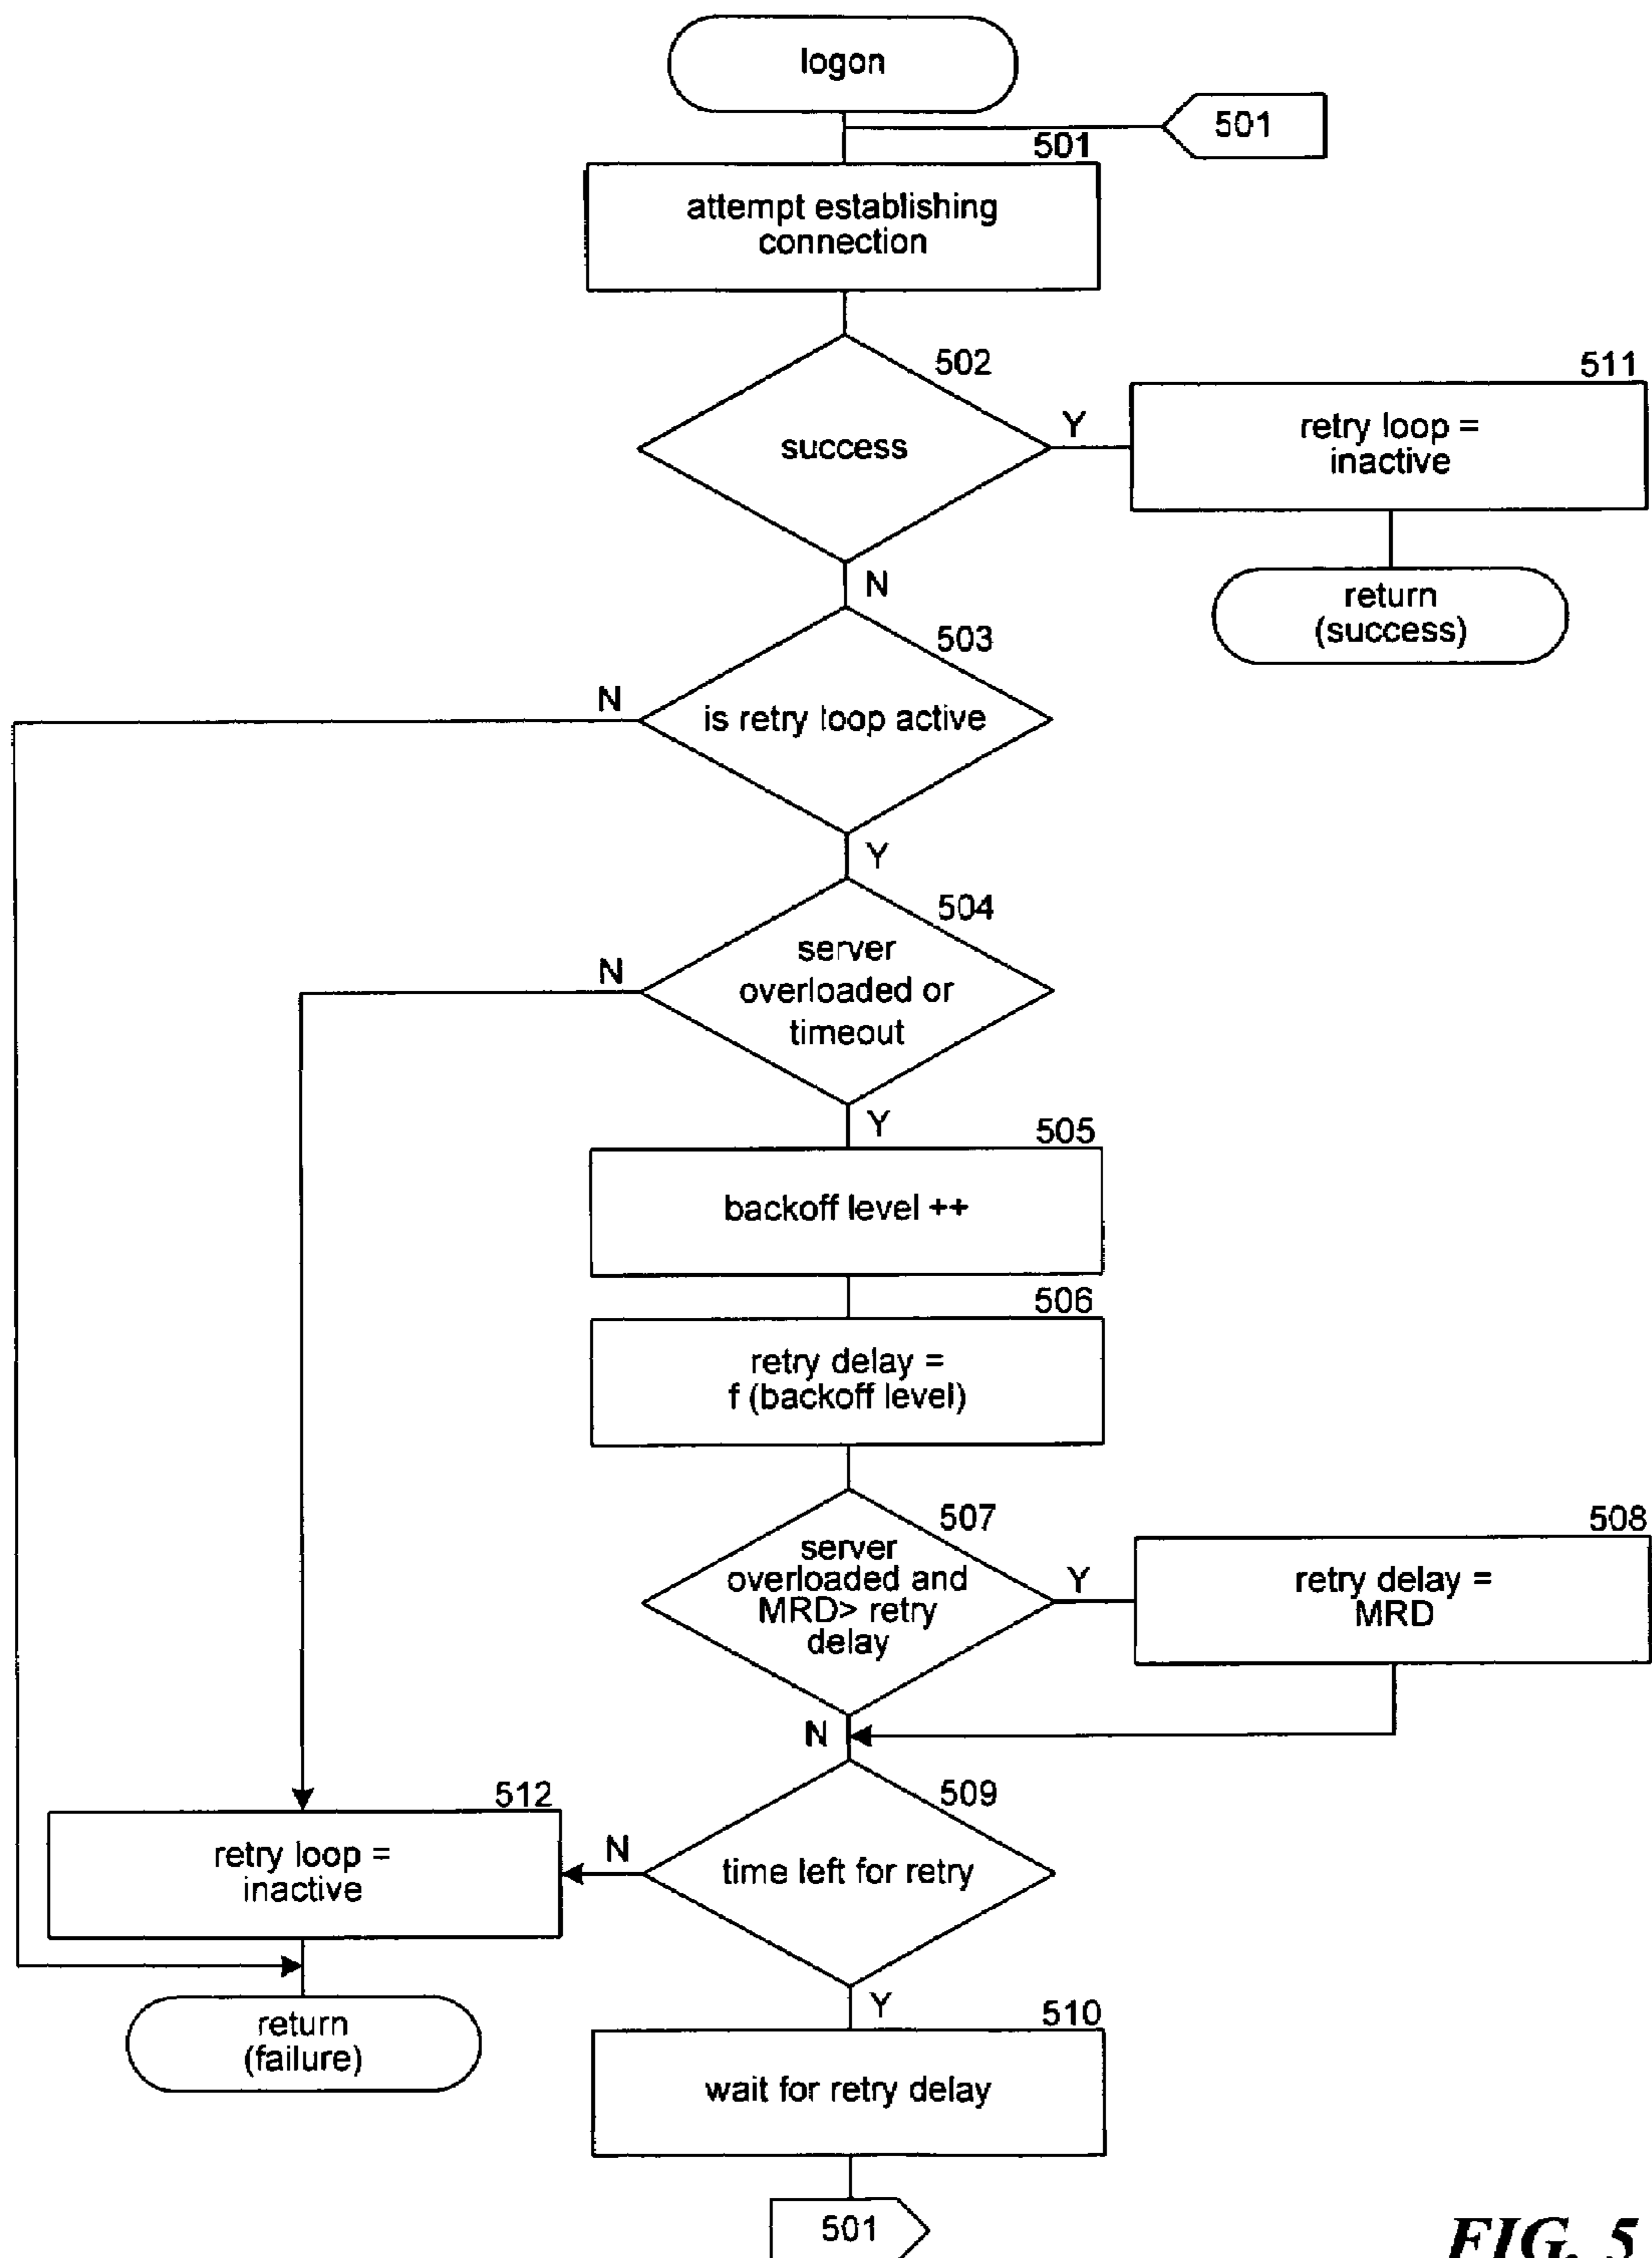 logon
501
501
attempt establishing
connection
502
success
Y
511
retry loop =
inactive
N
return
(success)
503
N
is retry loop active
Y
504
N
server
overloaded or
timeout
Y
505
backoff level ++
506
retry delay =
f (backoff level)
507
server
overloaded and
MRD> retry
delay
Y
508
retry delay =
MRD
N
509
512
retry loop =
inactive
N
time left for retry
return
(failure)
Y
510
wait for retry delay
501
FIG. 5